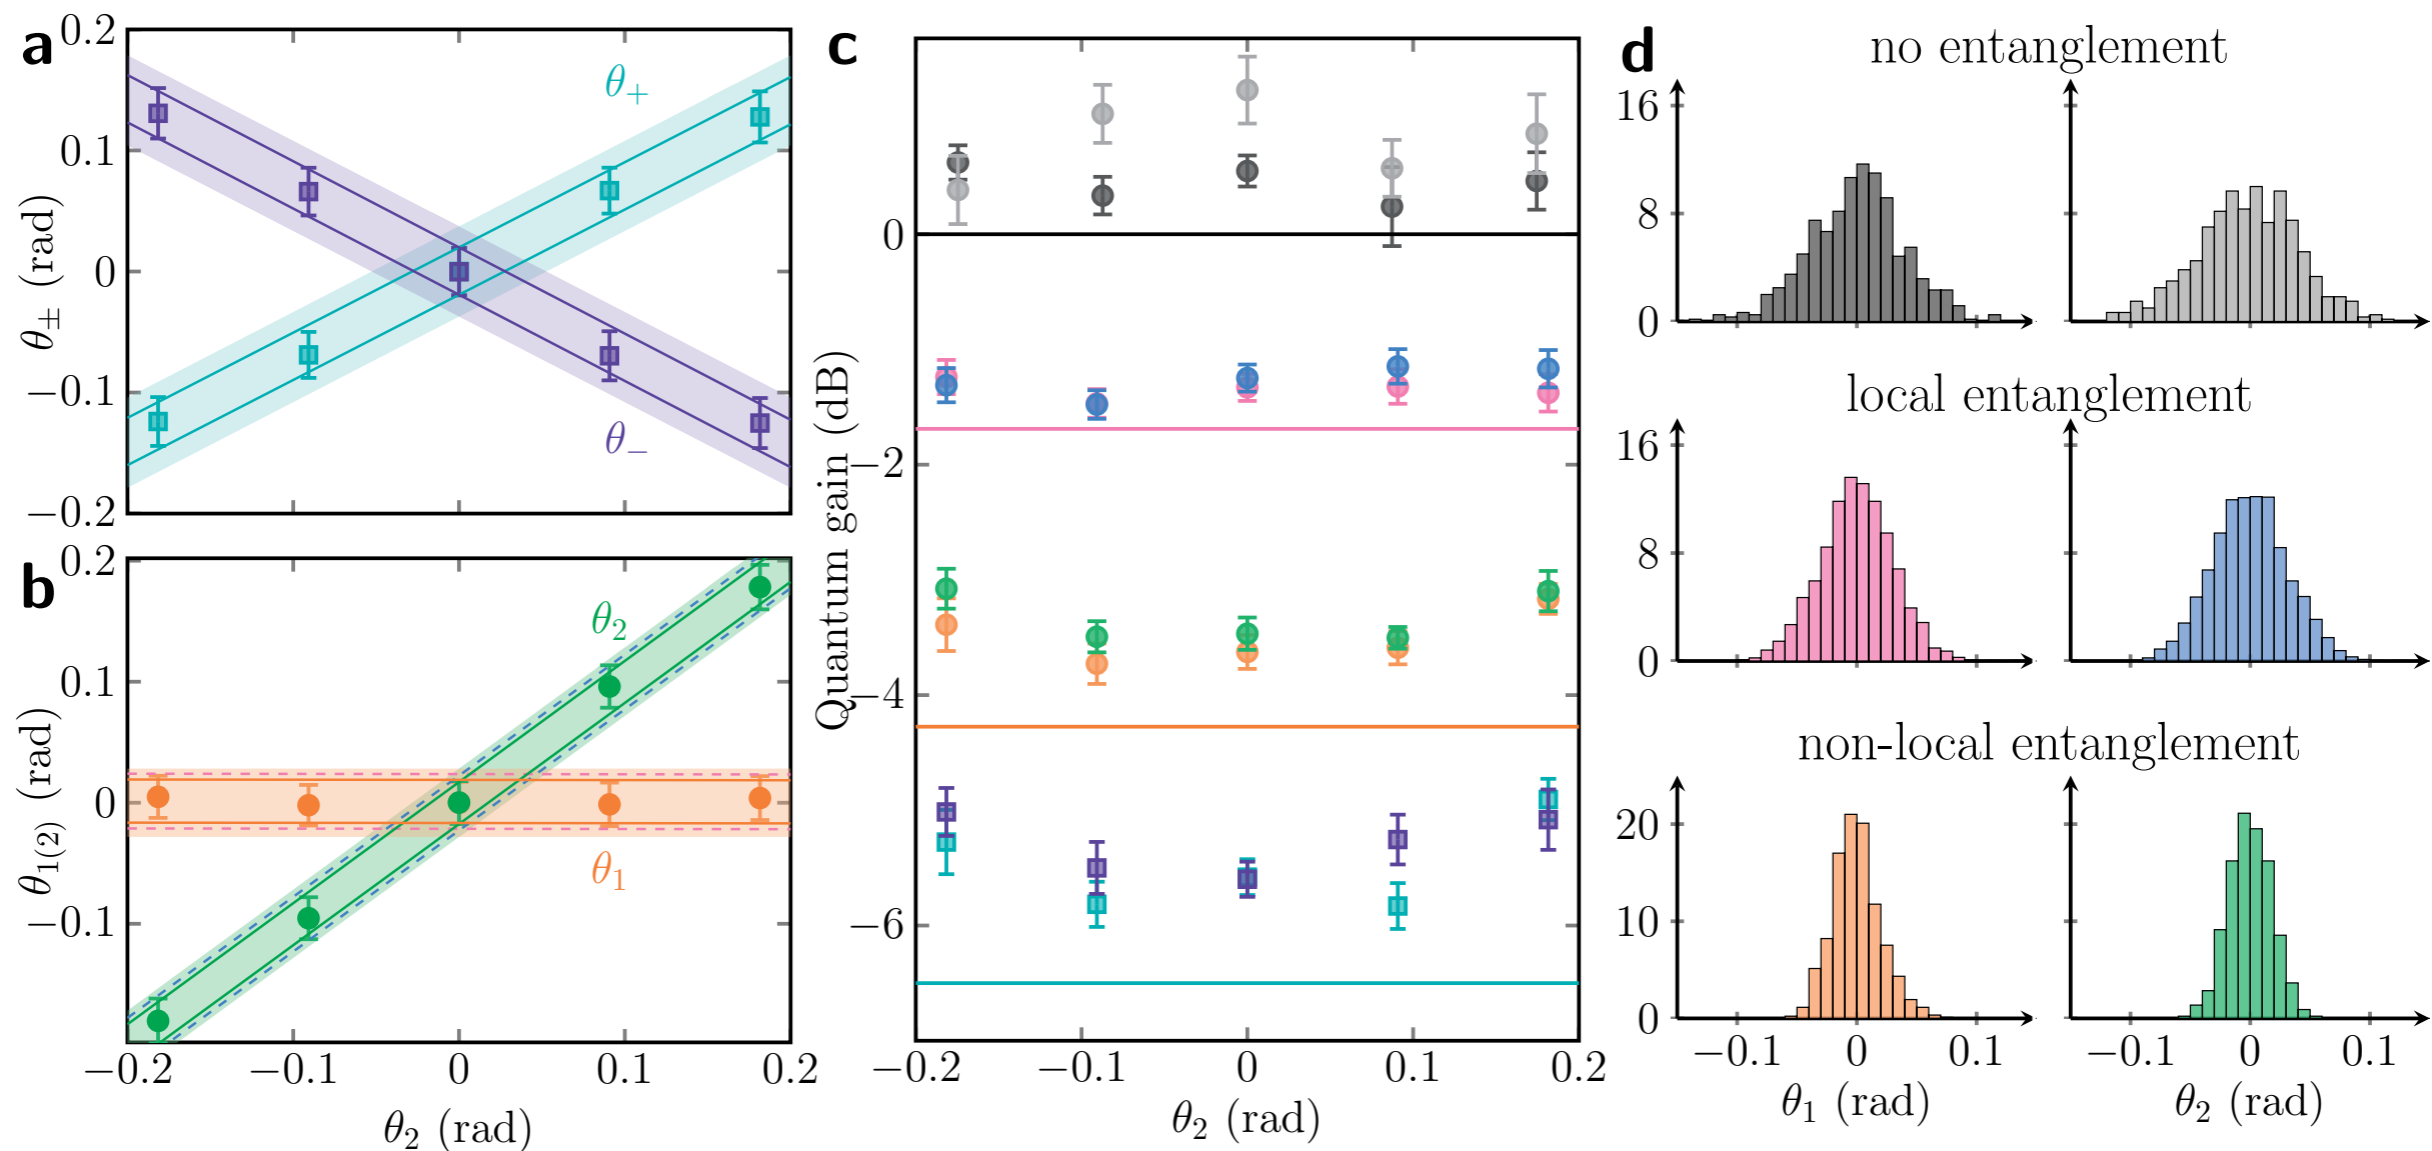 a
0.2
0.1
0
−0.1
−0.2
θ± (rad)
θ+
θ−
b
0.2
0.1
0
−0.1
θ1(2) (rad)
θ2
θ1
−0.2 −0.1 0 0.1 0.2
θ2 (rad)
c
0
−2
−4
−6
Quantum gain (dB)
−0.2 −0.1 0 0.1 0.2
θ2 (rad)
d
no entanglement
16
8
0
local entanglement
16
8
0
non-local entanglement
20
10
0
−0.1 0 0.1 −0.1 0 0.1
θ1 (rad) θ2 (rad)